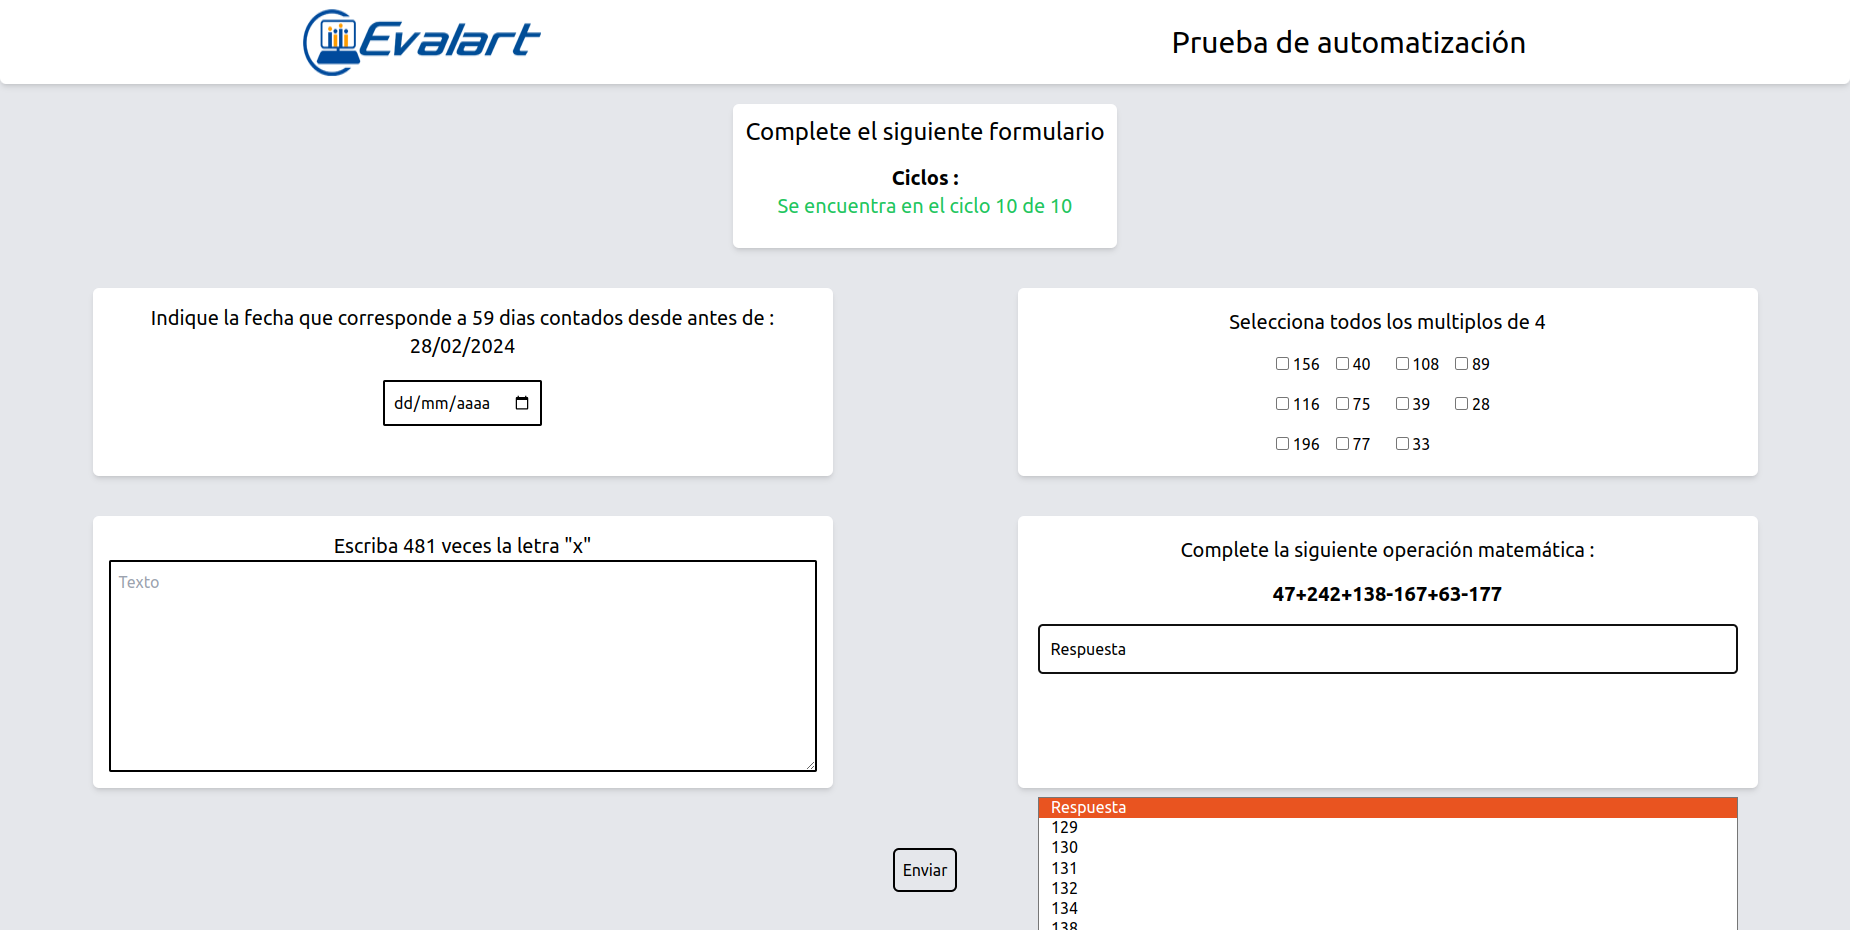 Evalart
Prueba de automatización
Complete el siguiente formulario
Ciclos :
Se encuentra en el ciclo 10 de 10
Indique la fecha que corresponde a 59 dias contados desde antes de :
28/02/2024
dd/mm/aaaa
Selecciona todos los multiplos de 4
156 40 108 89
116 75 39 28
196 77 33
Escriba 481 veces la letra "x"
Texto
Complete la siguiente operación matemática :
47+242+138-167+63-177
Respuesta
Respuesta
129
130
131
132
134
138
Enviar